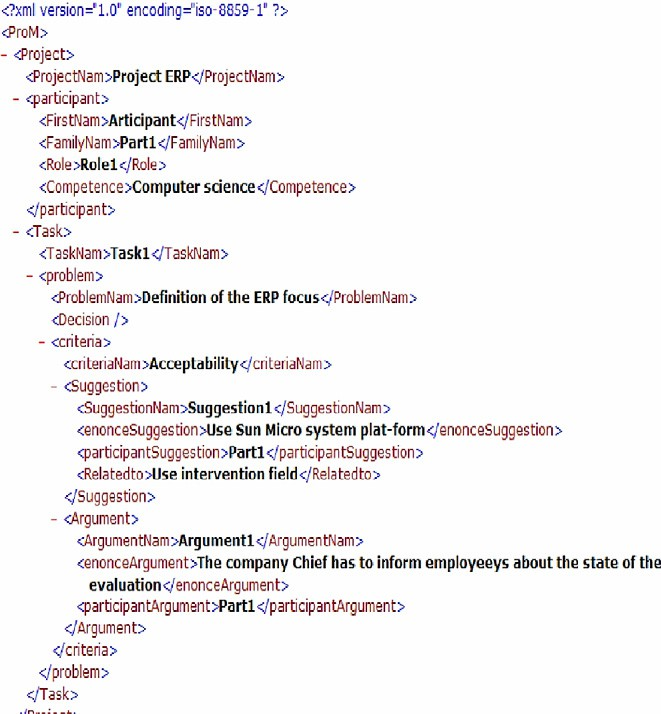 <?xml version="1.0" encoding="iso-8859-1" ?>
<ProM>
- <Project>
<ProjectNam>Project ERP</ProjectNam>
- <participant>
<FirstNam>Articipant</FirstNam>
<FamilyNam>Part1</FamilyNam>
<Role>Role1</Role>
<Competence>Computer science</Competence>
</participant>
- <Task>
<TaskNam>Task1</TaskNam>
- <problem>
<ProblemNam>Definition of the ERP focus</ProblemNam>
<Decision />
- <criteria>
<criteriaNam>Acceptability</criteriaNam>
- <Suggestion>
<SuggestionNam>Suggestion1</SuggestionNam>
<enonceSuggestion>Use Sun Micro system plat-form</enonceSuggestion>
<participantSuggestion>Part1</participantSuggestion>
<Relatedto>Use intervention field</Relatedto>
</Suggestion>
- <Argument>
<ArgumentNam>Argument1</ArgumentNam>
<enonceArgument>The company Chief has to inform employeeys about the state of the
evaluation</enonceArgument>
<participantArgument>Part1</participantArgument>
</Argument>
</criteria>
</problem>
</Task>
</Project>